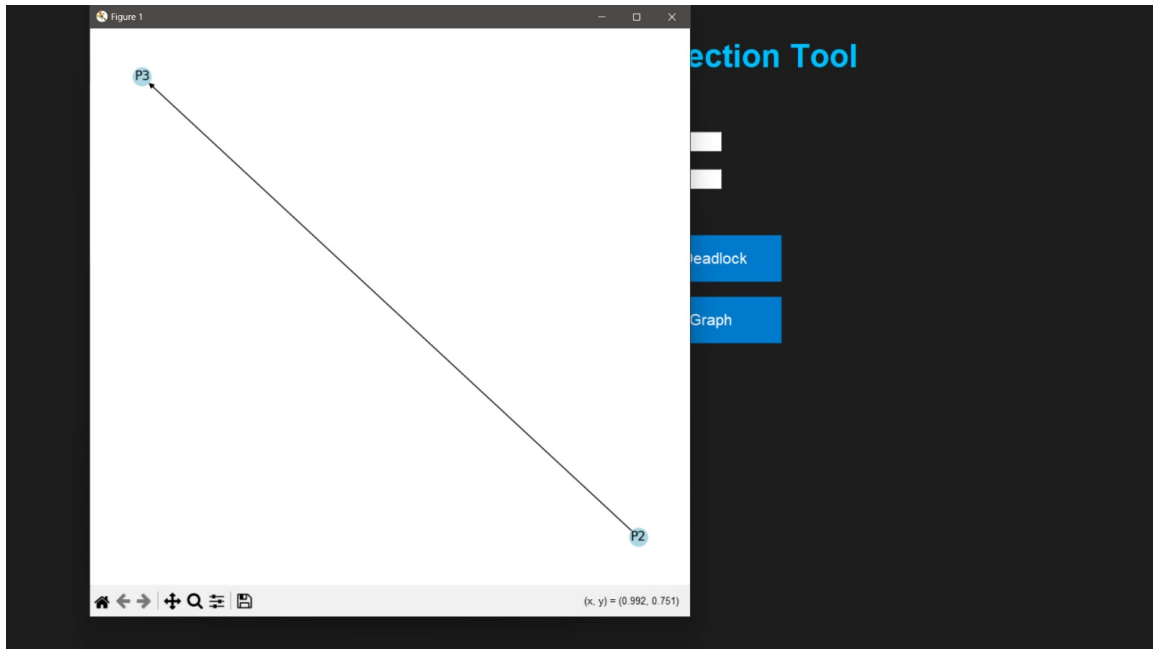 Figure 1
ection Tool
P3
eadlock
Graph
P2
(x, y) = (0.992, 0.751)